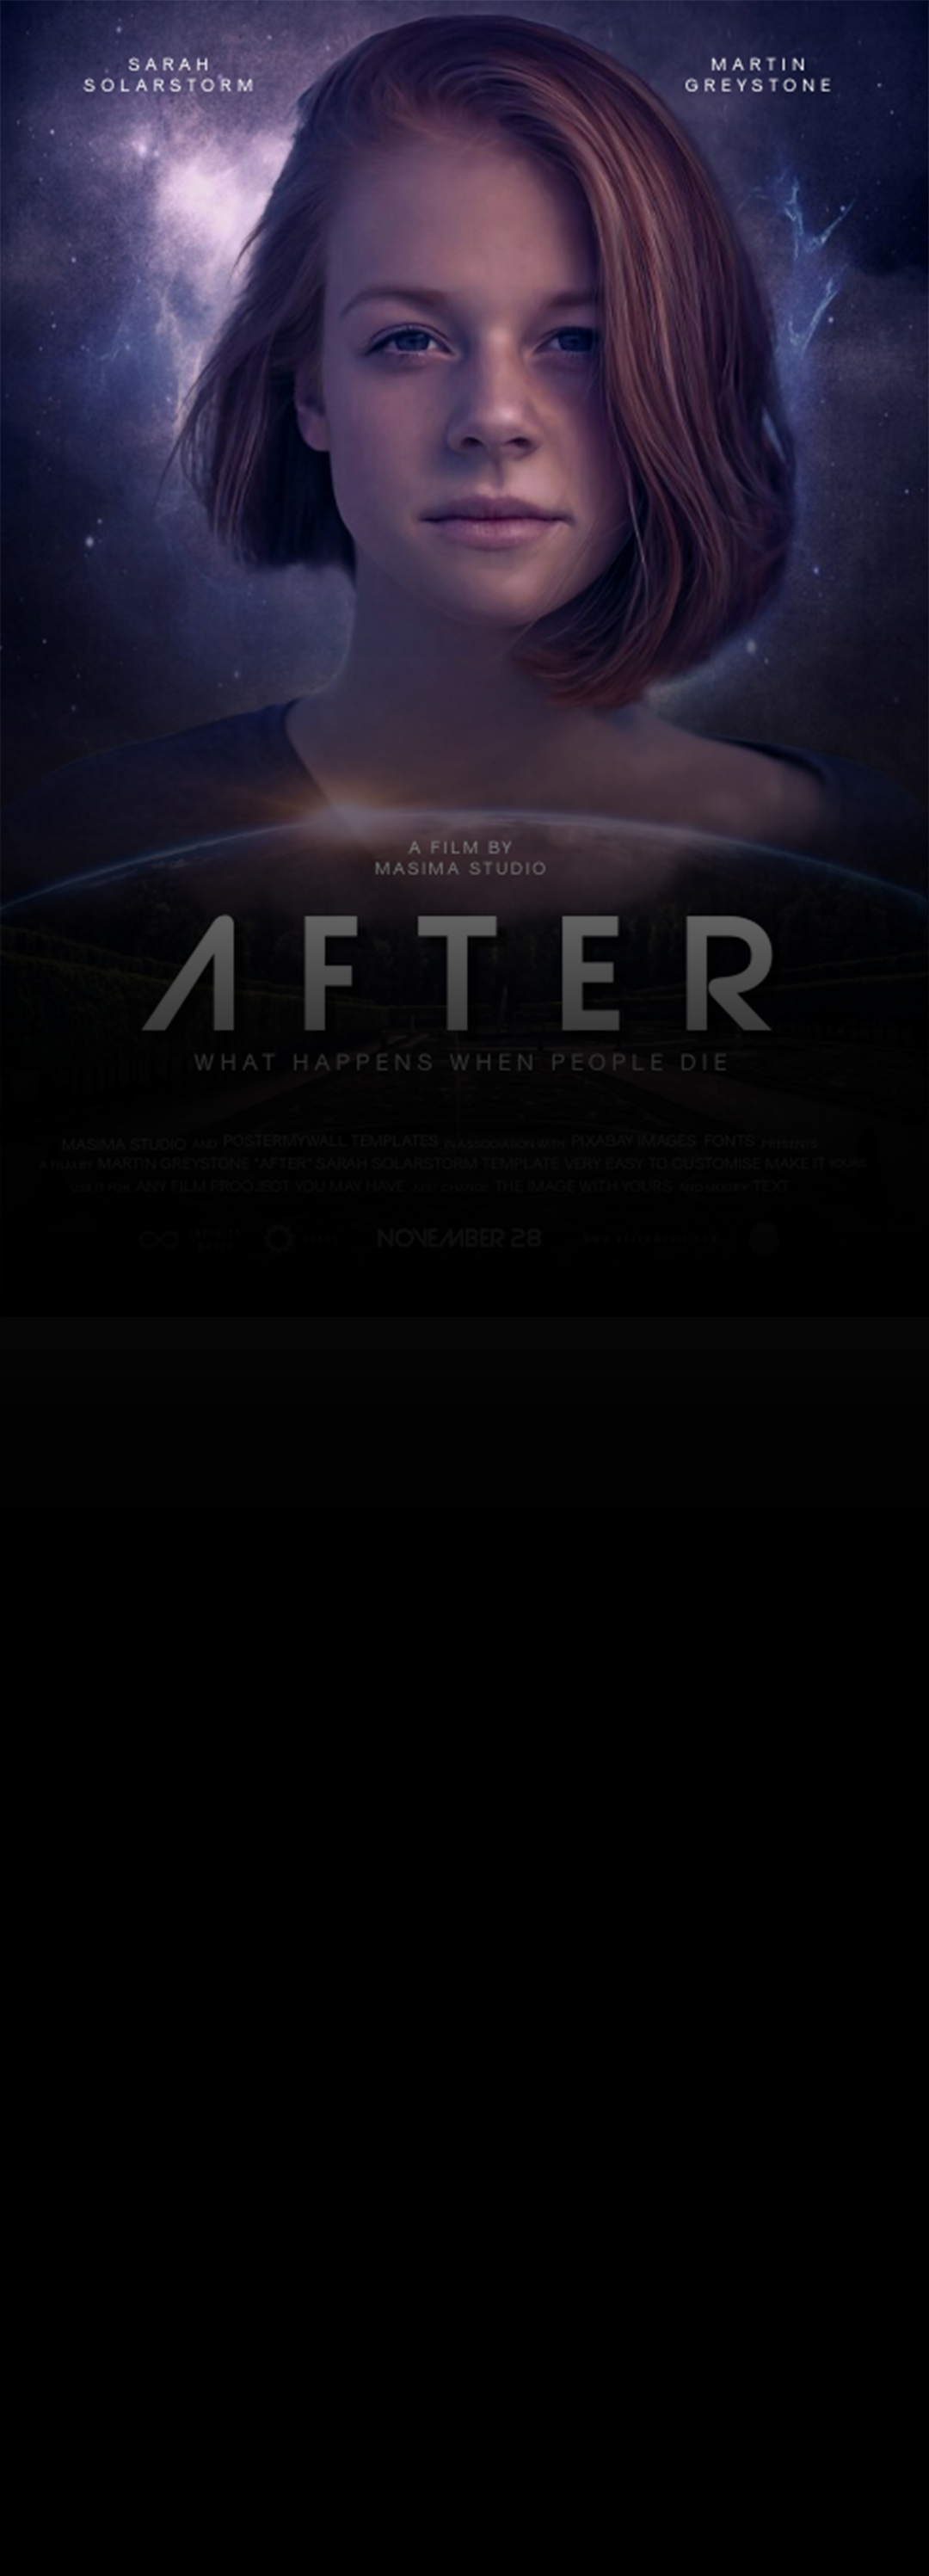 SARAH
SOLARSTORM
MARTIN
GREYSTONE
A FILM BY
MASIMA STUDIO
AFTER
WHAT HAPPENS WHEN PEOPLE DIE
MASIMA STUDIO AND POSTERMYWALL TEMPLATES IN ASSOCIATION WITH PIXABAY IMAGES FONTS PRESENTS
A FILM BY MARTIN GREYSTONE "AFTER" SARAH SOLARSTORM TEMPLATE VERY EASY TO CUSTOMISE MAKE IT YOURS
USE IT FOR ANY FILM PROOJECT YOU MAY HAVE JUST CHANGE THE IMAGE WITH YOURS AND MODIFY TEXT
NOVEMBER 28